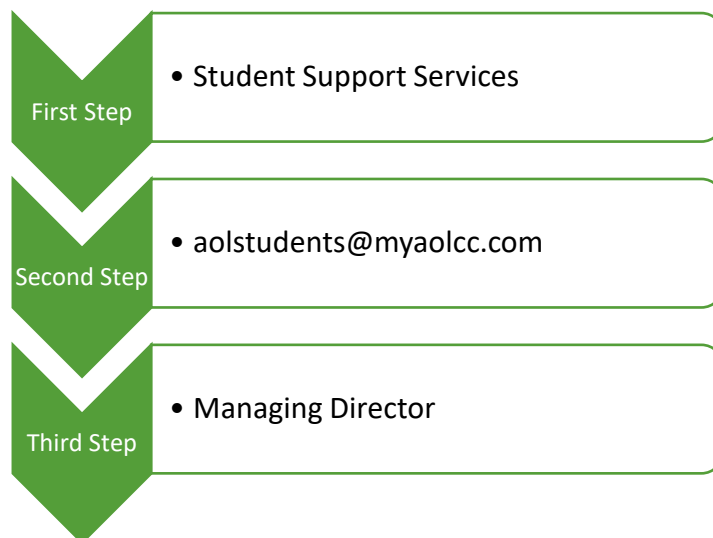 First Step
• Student Support Services
Second Step
• aolstudents@myaolcc.com
Third Step
• Managing Director